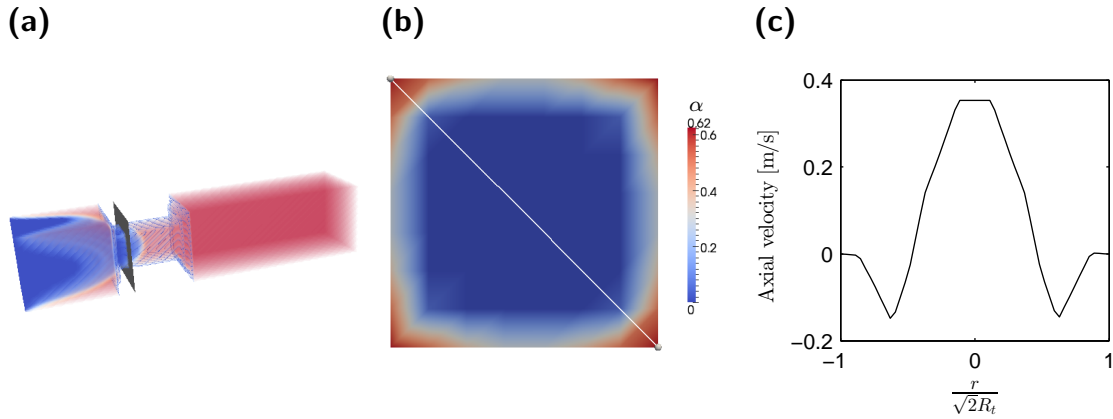 (a)
(b)
(c)
α
0.62
0.6
0.4
0.2
0
Axial velocity [m/s]
0.4
0.2
0
−0.2
−1
0
1
r
√2R_t